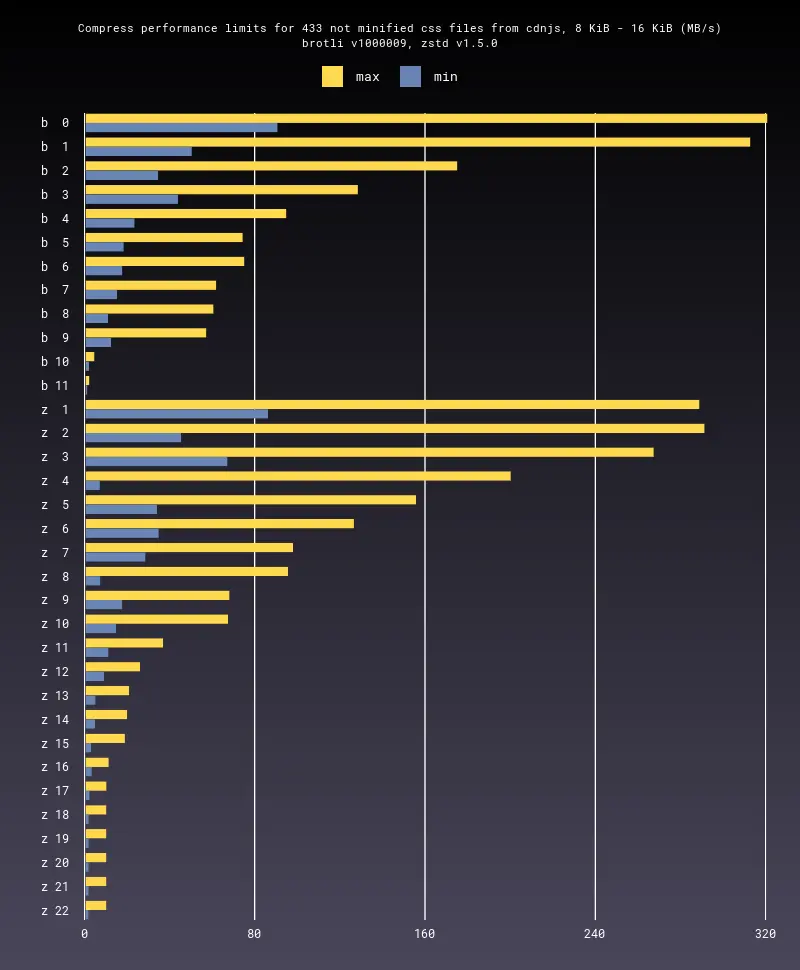 Compress performance limits for 433 not minified css files from cdnjs, 8 KiB - 16 KiB (MB/s)
brotli v1000009, zstd v1.5.0
max min
b 0
b 1
b 2
b 3
b 4
b 5
b 6
b 7
b 8
b 9
b 10
b 11
z 1
z 2
z 3
z 4
z 5
z 6
z 7
z 8
z 9
z 10
z 11
z 12
z 13
z 14
z 15
z 16
z 17
z 18
z 19
z 20
z 21
z 22
0 80 160 240 320